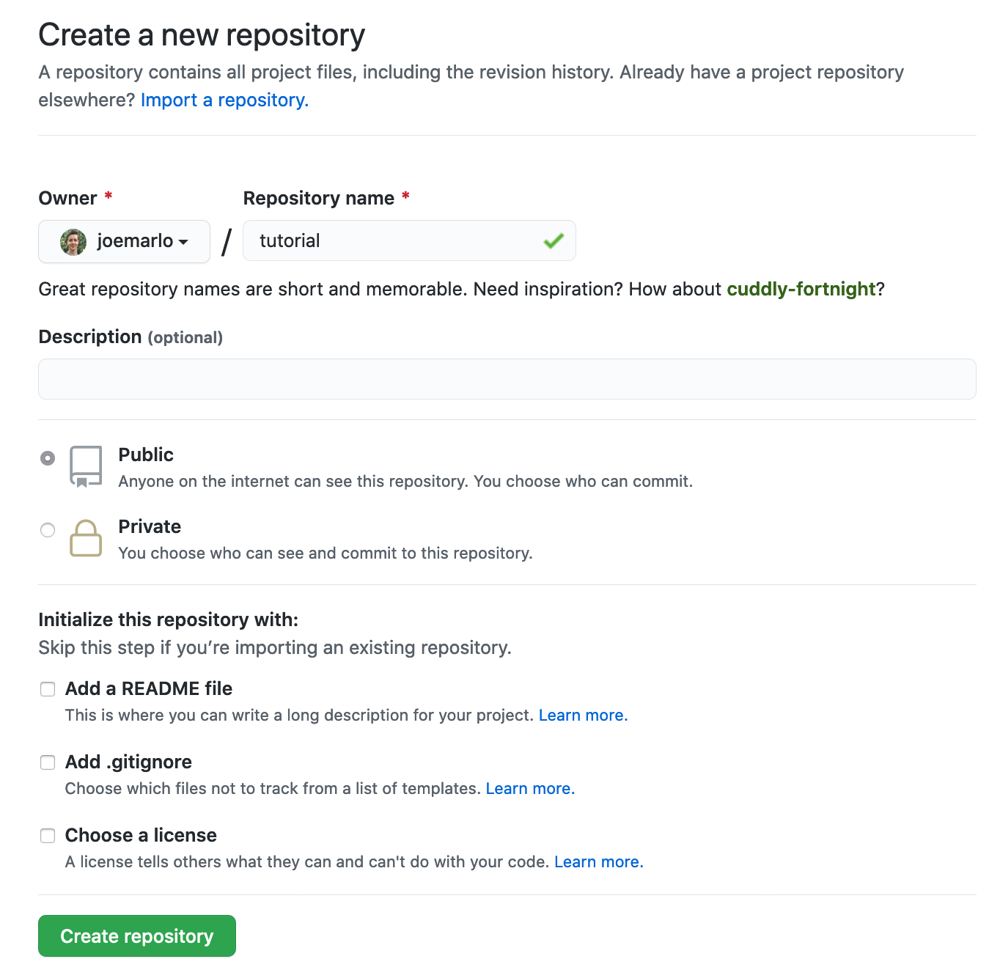 Create a new repository
A repository contains all project files, including the revision history. Already have a project repository
elsewhere? Import a repository.
Owner * Repository name *
joemarlo / tutorial
Great repository names are short and memorable. Need inspiration? How about cuddly-fortnight?
Description (optional)
Public
Anyone on the internet can see this repository. You choose who can commit.
Private
You choose who can see and commit to this repository.
Initialize this repository with:
Skip this step if you’re importing an existing repository.
Add a README file
This is where you can write a long description for your project. Learn more.
Add .gitignore
Choose which files not to track from a list of templates. Learn more.
Choose a license
A license tells others what they can and can't do with your code. Learn more.
Create repository